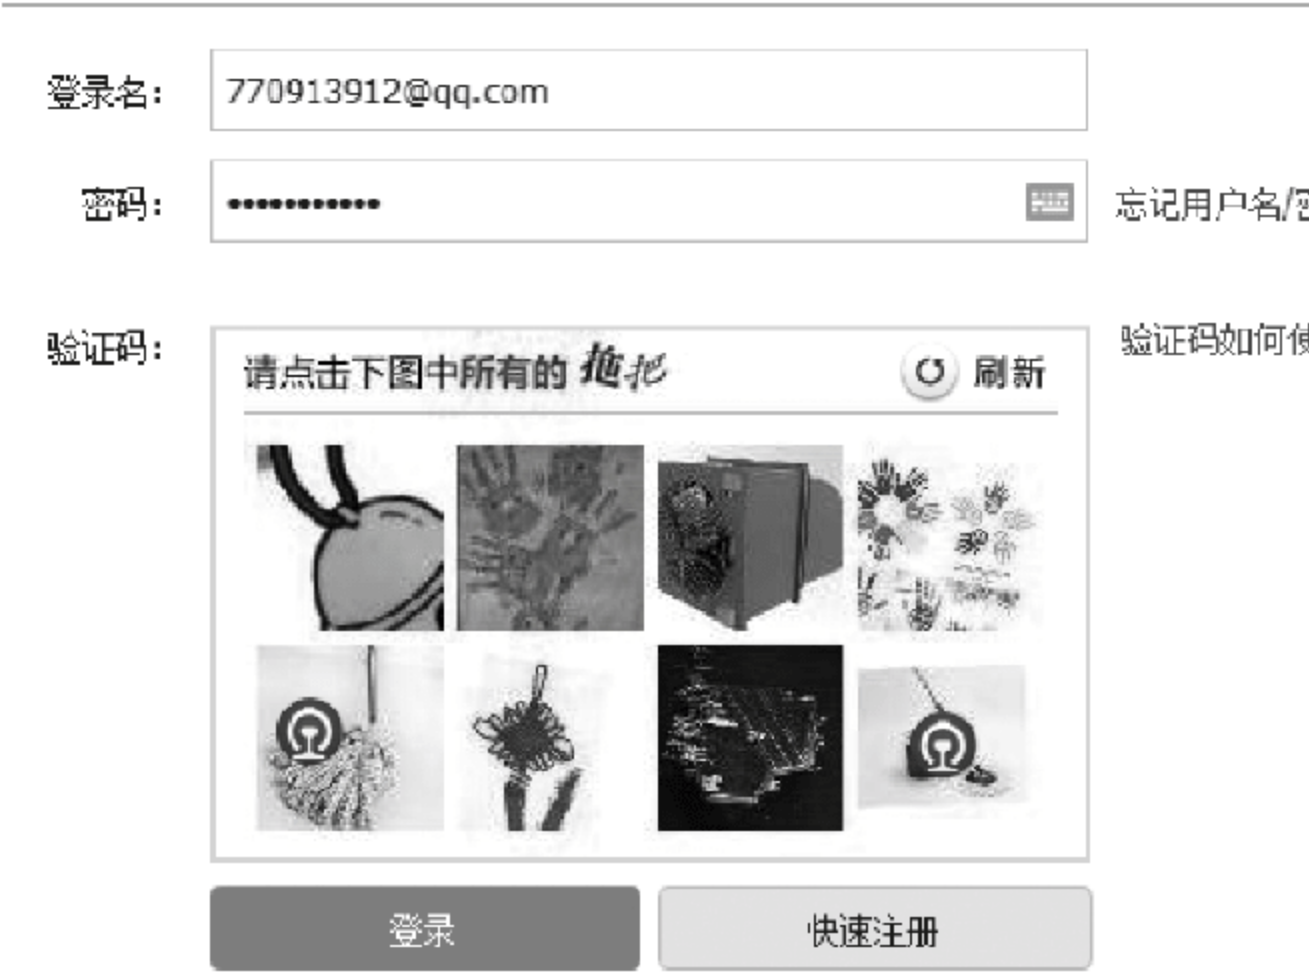 登录名：
770913912@qq.com
密码：
忘记用户名/密
验证码：
请点击下图中所有的 拖把
刷新
验证码如何使
登录
快速注册